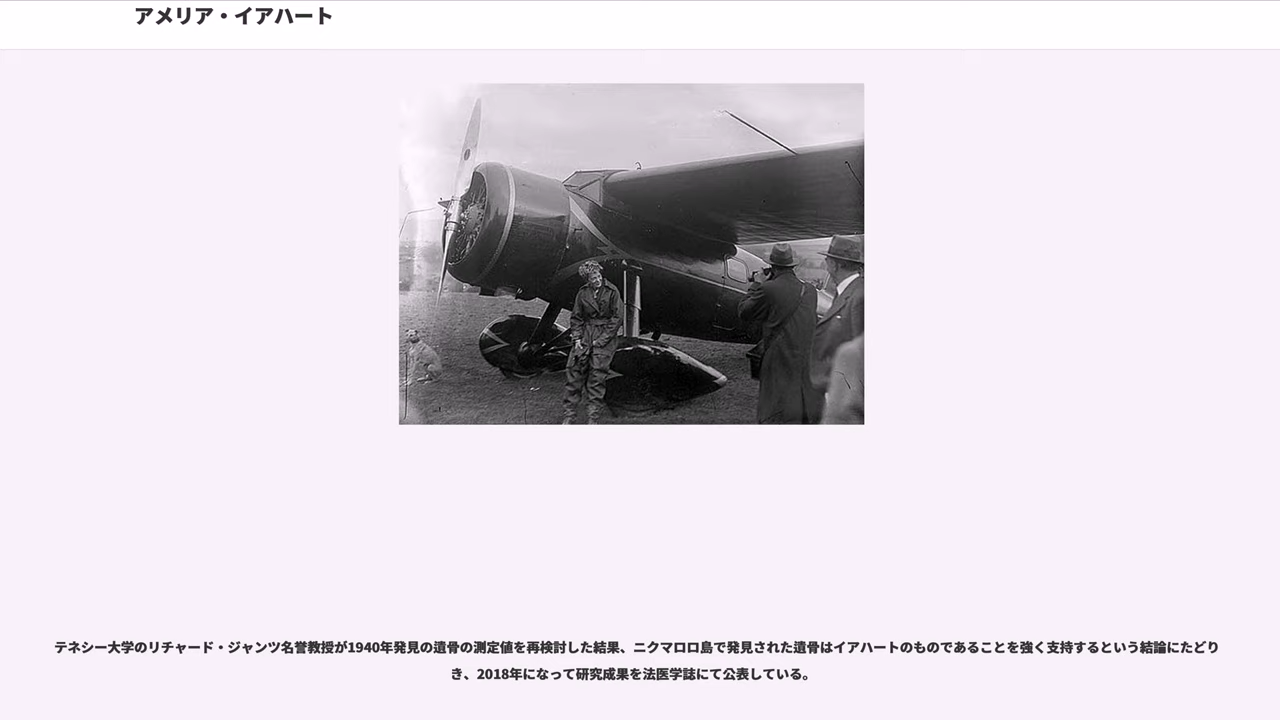 アメリア・イアハート
テネシー大学のリチャード・ジャンツ名誉教授が1940年発見の遺骨の測定値を再検討した結果、ニクマロロ島で発見された遺骨はイアハートのものであることを強く支持するという結論にたどり
き、2018年になって研究成果を法医学誌にて公表している。